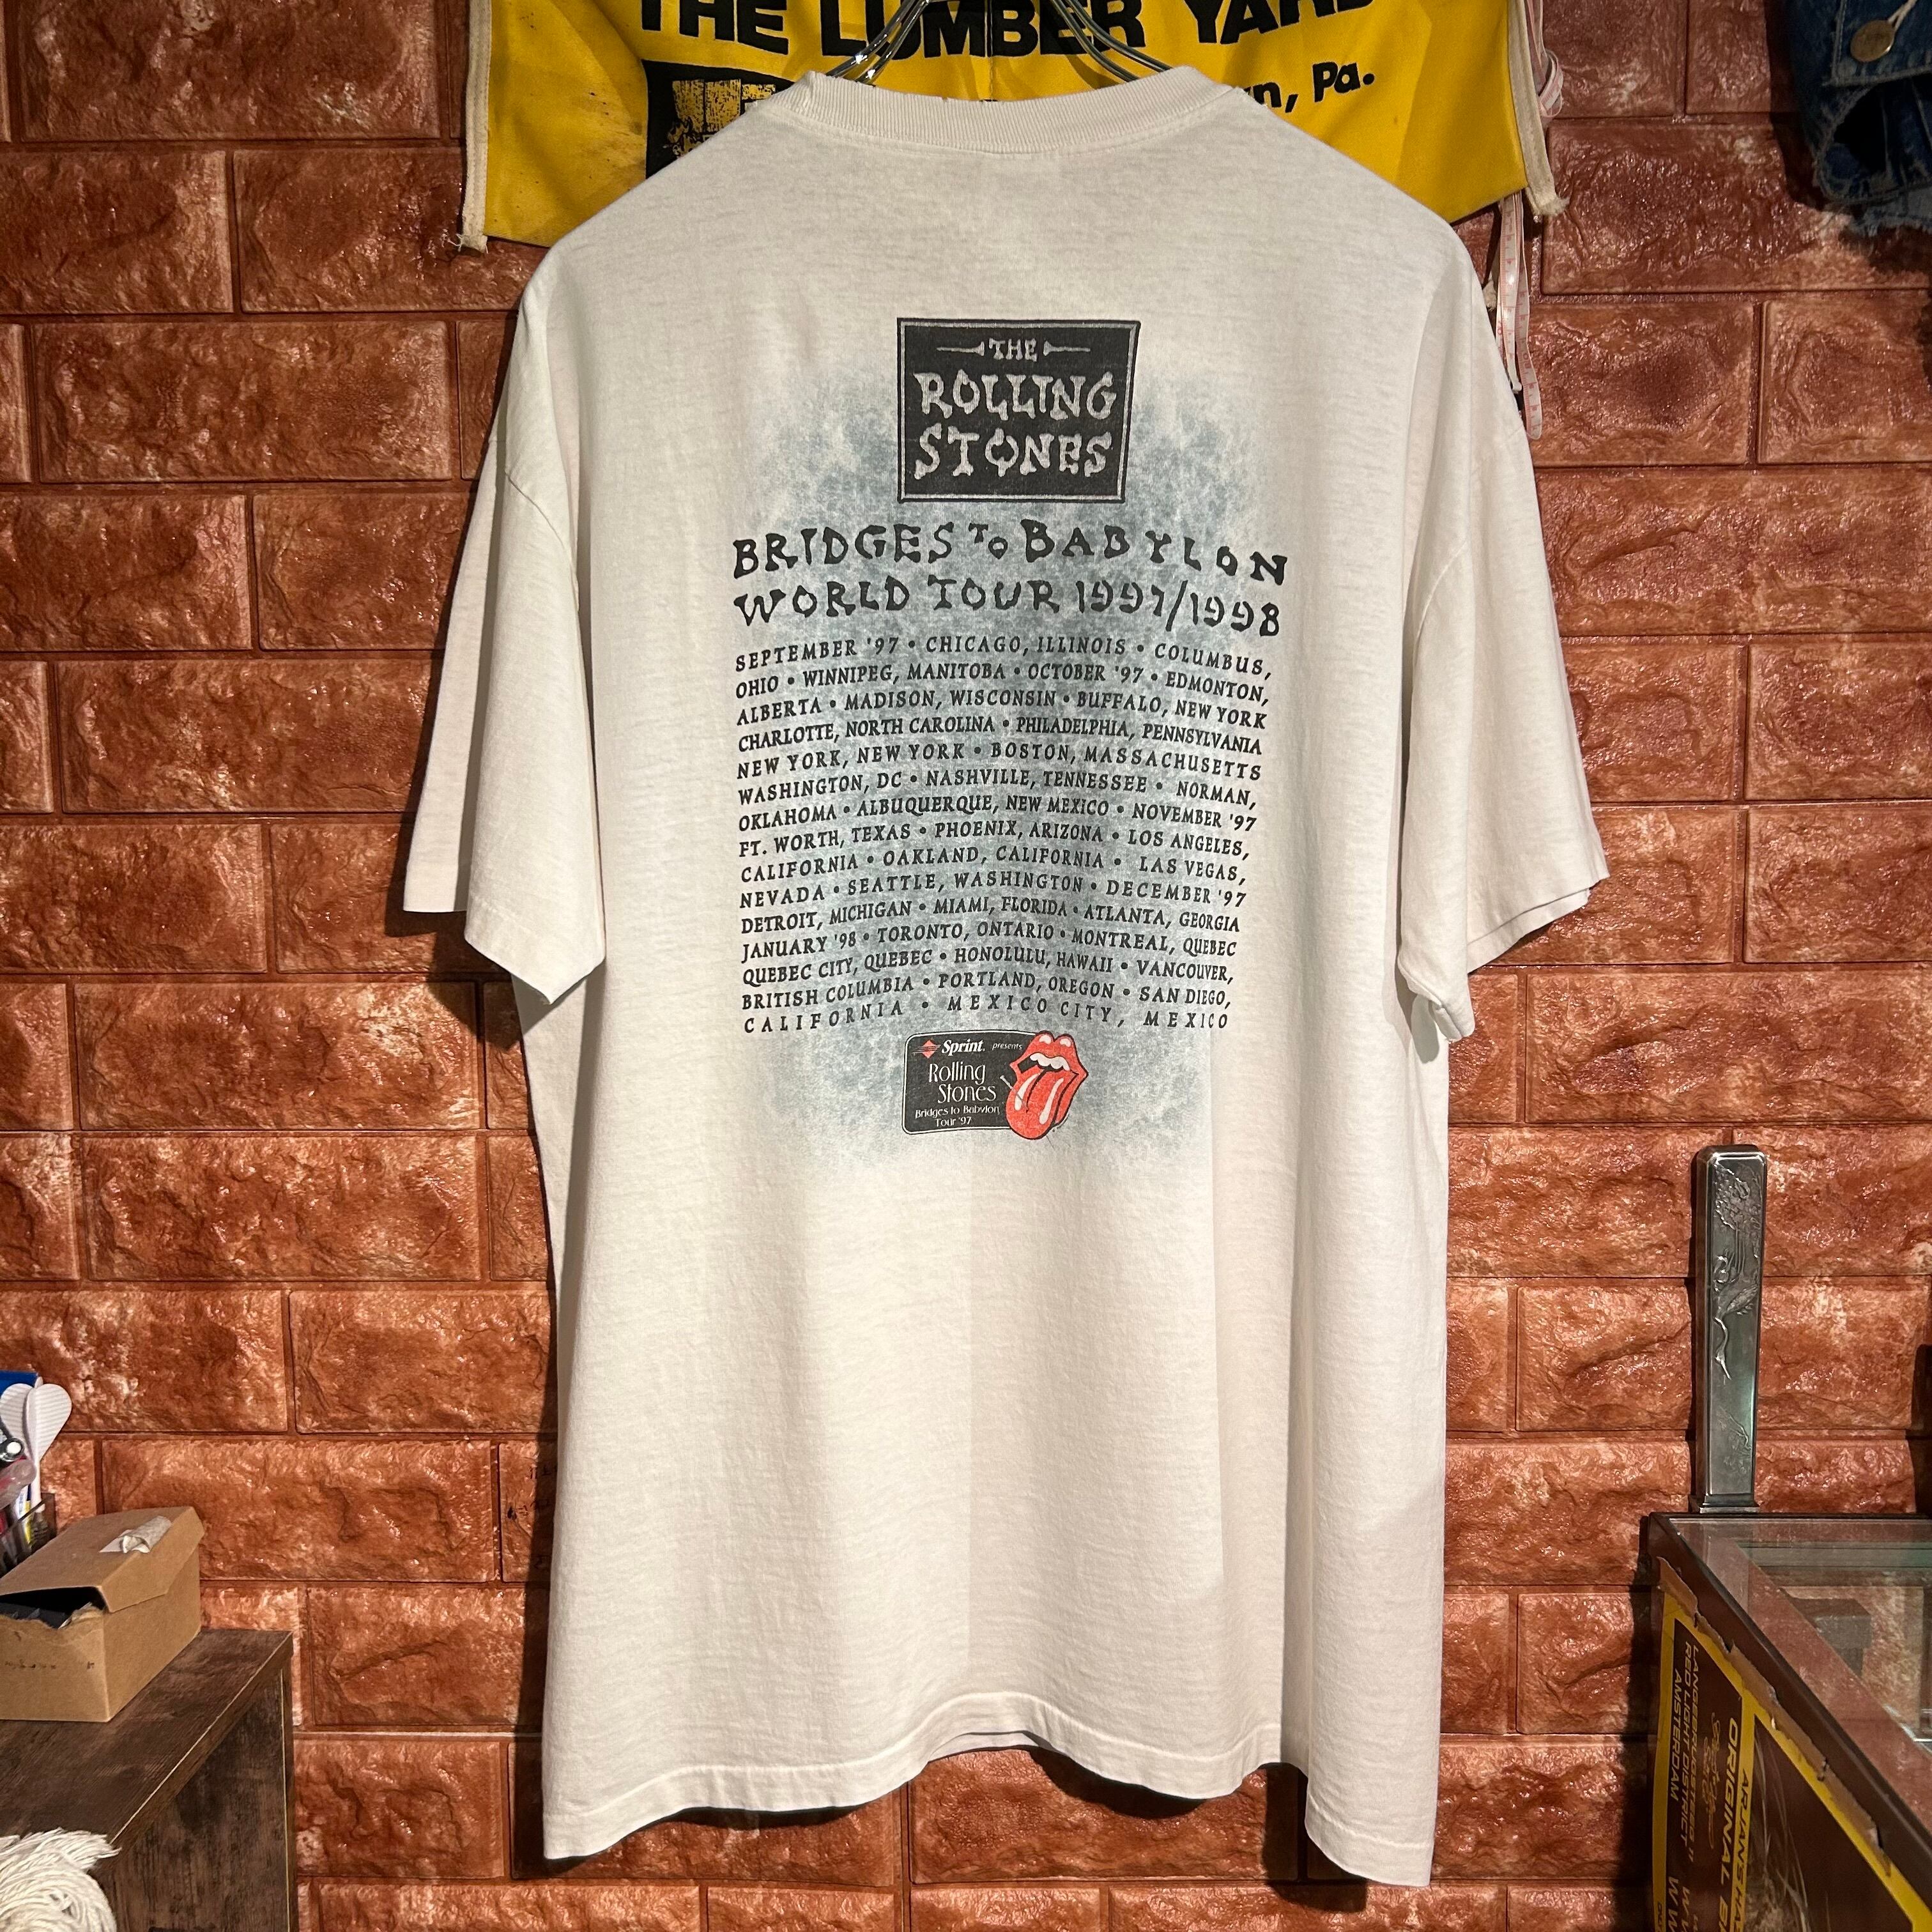 THE LUMBER YARD
n, Pa.
THE
ROLLING
STONES
BRIDGES TO BABYLON
WORLD TOUR 1997/1998
SEPTEMBER '97 • CHICAGO, ILLINOIS • COLUMBUS,
OHIO • WINNIPEG, MANITOBA • OCTOBER '97 • EDMONTON,
ALBERTA • MADISON, WISCONSIN • BUFFALO, NEW YORK
CHARLOTTE, NORTH CAROLINA • PHILADELPHIA, PENNSYLVANIA
NEW YORK, NEW YORK • BOSTON, MASSACHUSETTS
WASHINGTON, DC • NASHVILLE, TENNESSEE • NORMAN,
OKLAHOMA • ALBUQUERQUE, NEW MEXICO • NOVEMBER '97
FT. WORTH, TEXAS • PHOENIX, ARIZONA • LOS ANGELES,
CALIFORNIA • OAKLAND, CALIFORNIA • LAS VEGAS,
NEVADA • SEATTLE, WASHINGTON • DECEMBER '97
DETROIT, MICHIGAN • MIAMI, FLORIDA • ATLANTA, GEORGIA
JANUARY '98 • TORONTO, ONTARIO • MONTREAL, QUEBEC
QUEBEC CITY, QUEBEC • HONOLULU, HAWAII • VANCOUVER,
BRITISH COLUMBIA • PORTLAND, OREGON • SAN DIEGO,
CALIFORNIA • MEXICO CITY, MEXICO
Sprint. presents
Rolling
Stones
Bridges to Babylon
Tour '97
LANGEBRUGSTEEG 11
RED LIGHT DISTRICT
AMSTERDAM
ORIGINAL